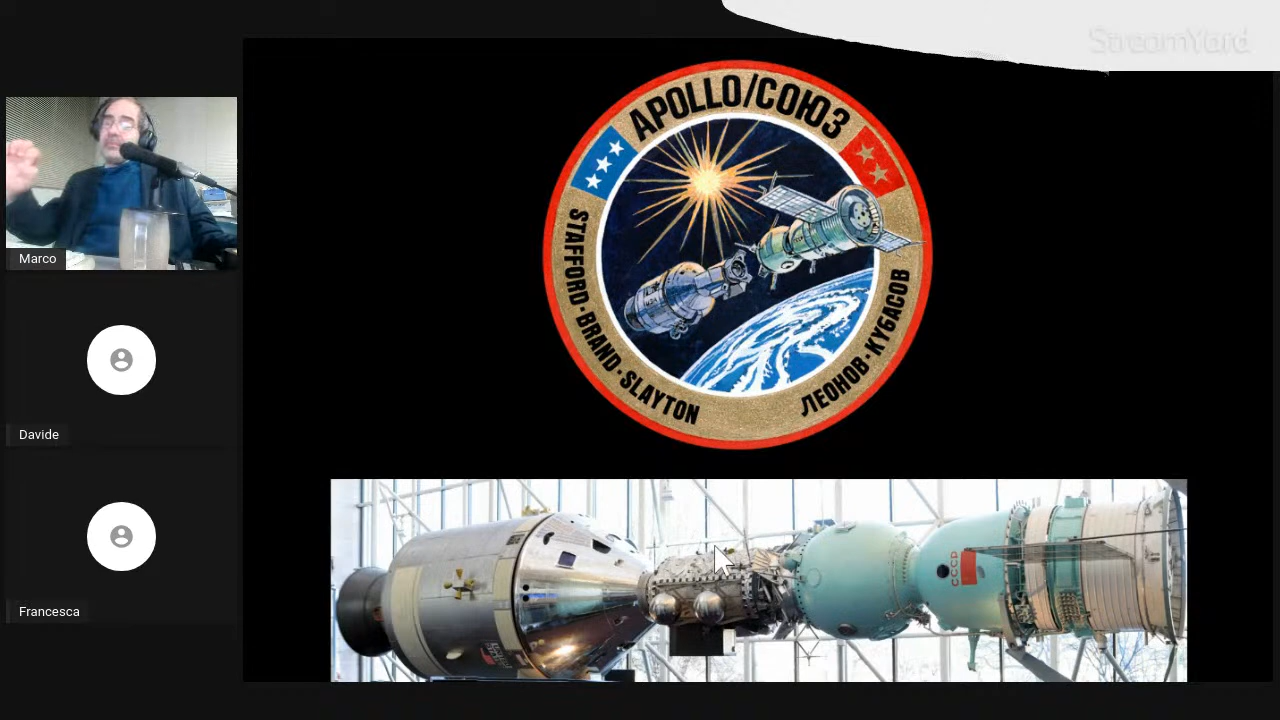 StreamYard
APOLLO/СОЮЗ
STAFFORD·BRAND·SLAYTON
ЛЕОНОВ·КУБАСОВ
Marco
Davide
Francesca
СССР